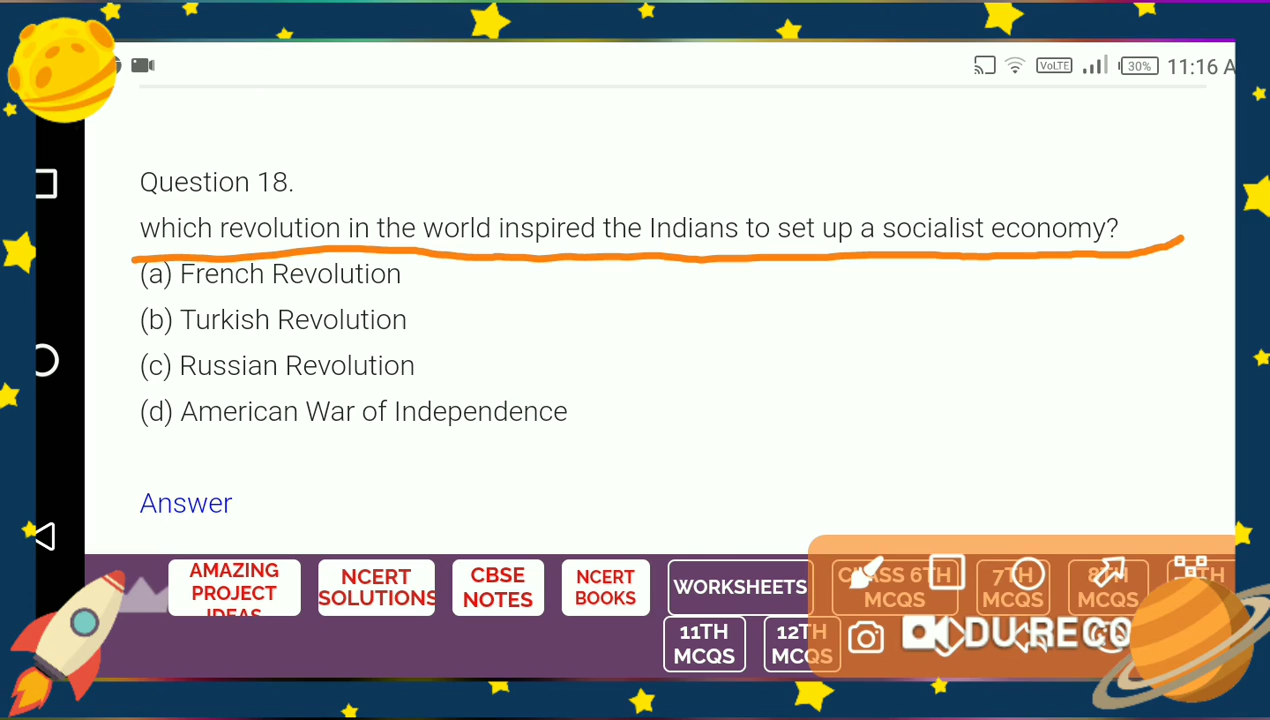 VoLTE 30% 11:16 A
Question 18.
which revolution in the world inspired the Indians to set up a socialist economy?
(a) French Revolution
(b) Turkish Revolution
(c) Russian Revolution
(d) American War of Independence
Answer
AMAZING
PROJECT
IDEAS
NCERT
SOLUTIONS
CBSE
NOTES
NCERT
BOOKS
WORKSHEETS
CLASS 6TH
MCQS
7TH
MCQS
8TH
MCQS
TH
11TH
MCQS
12TH
MCQS
DU RECO